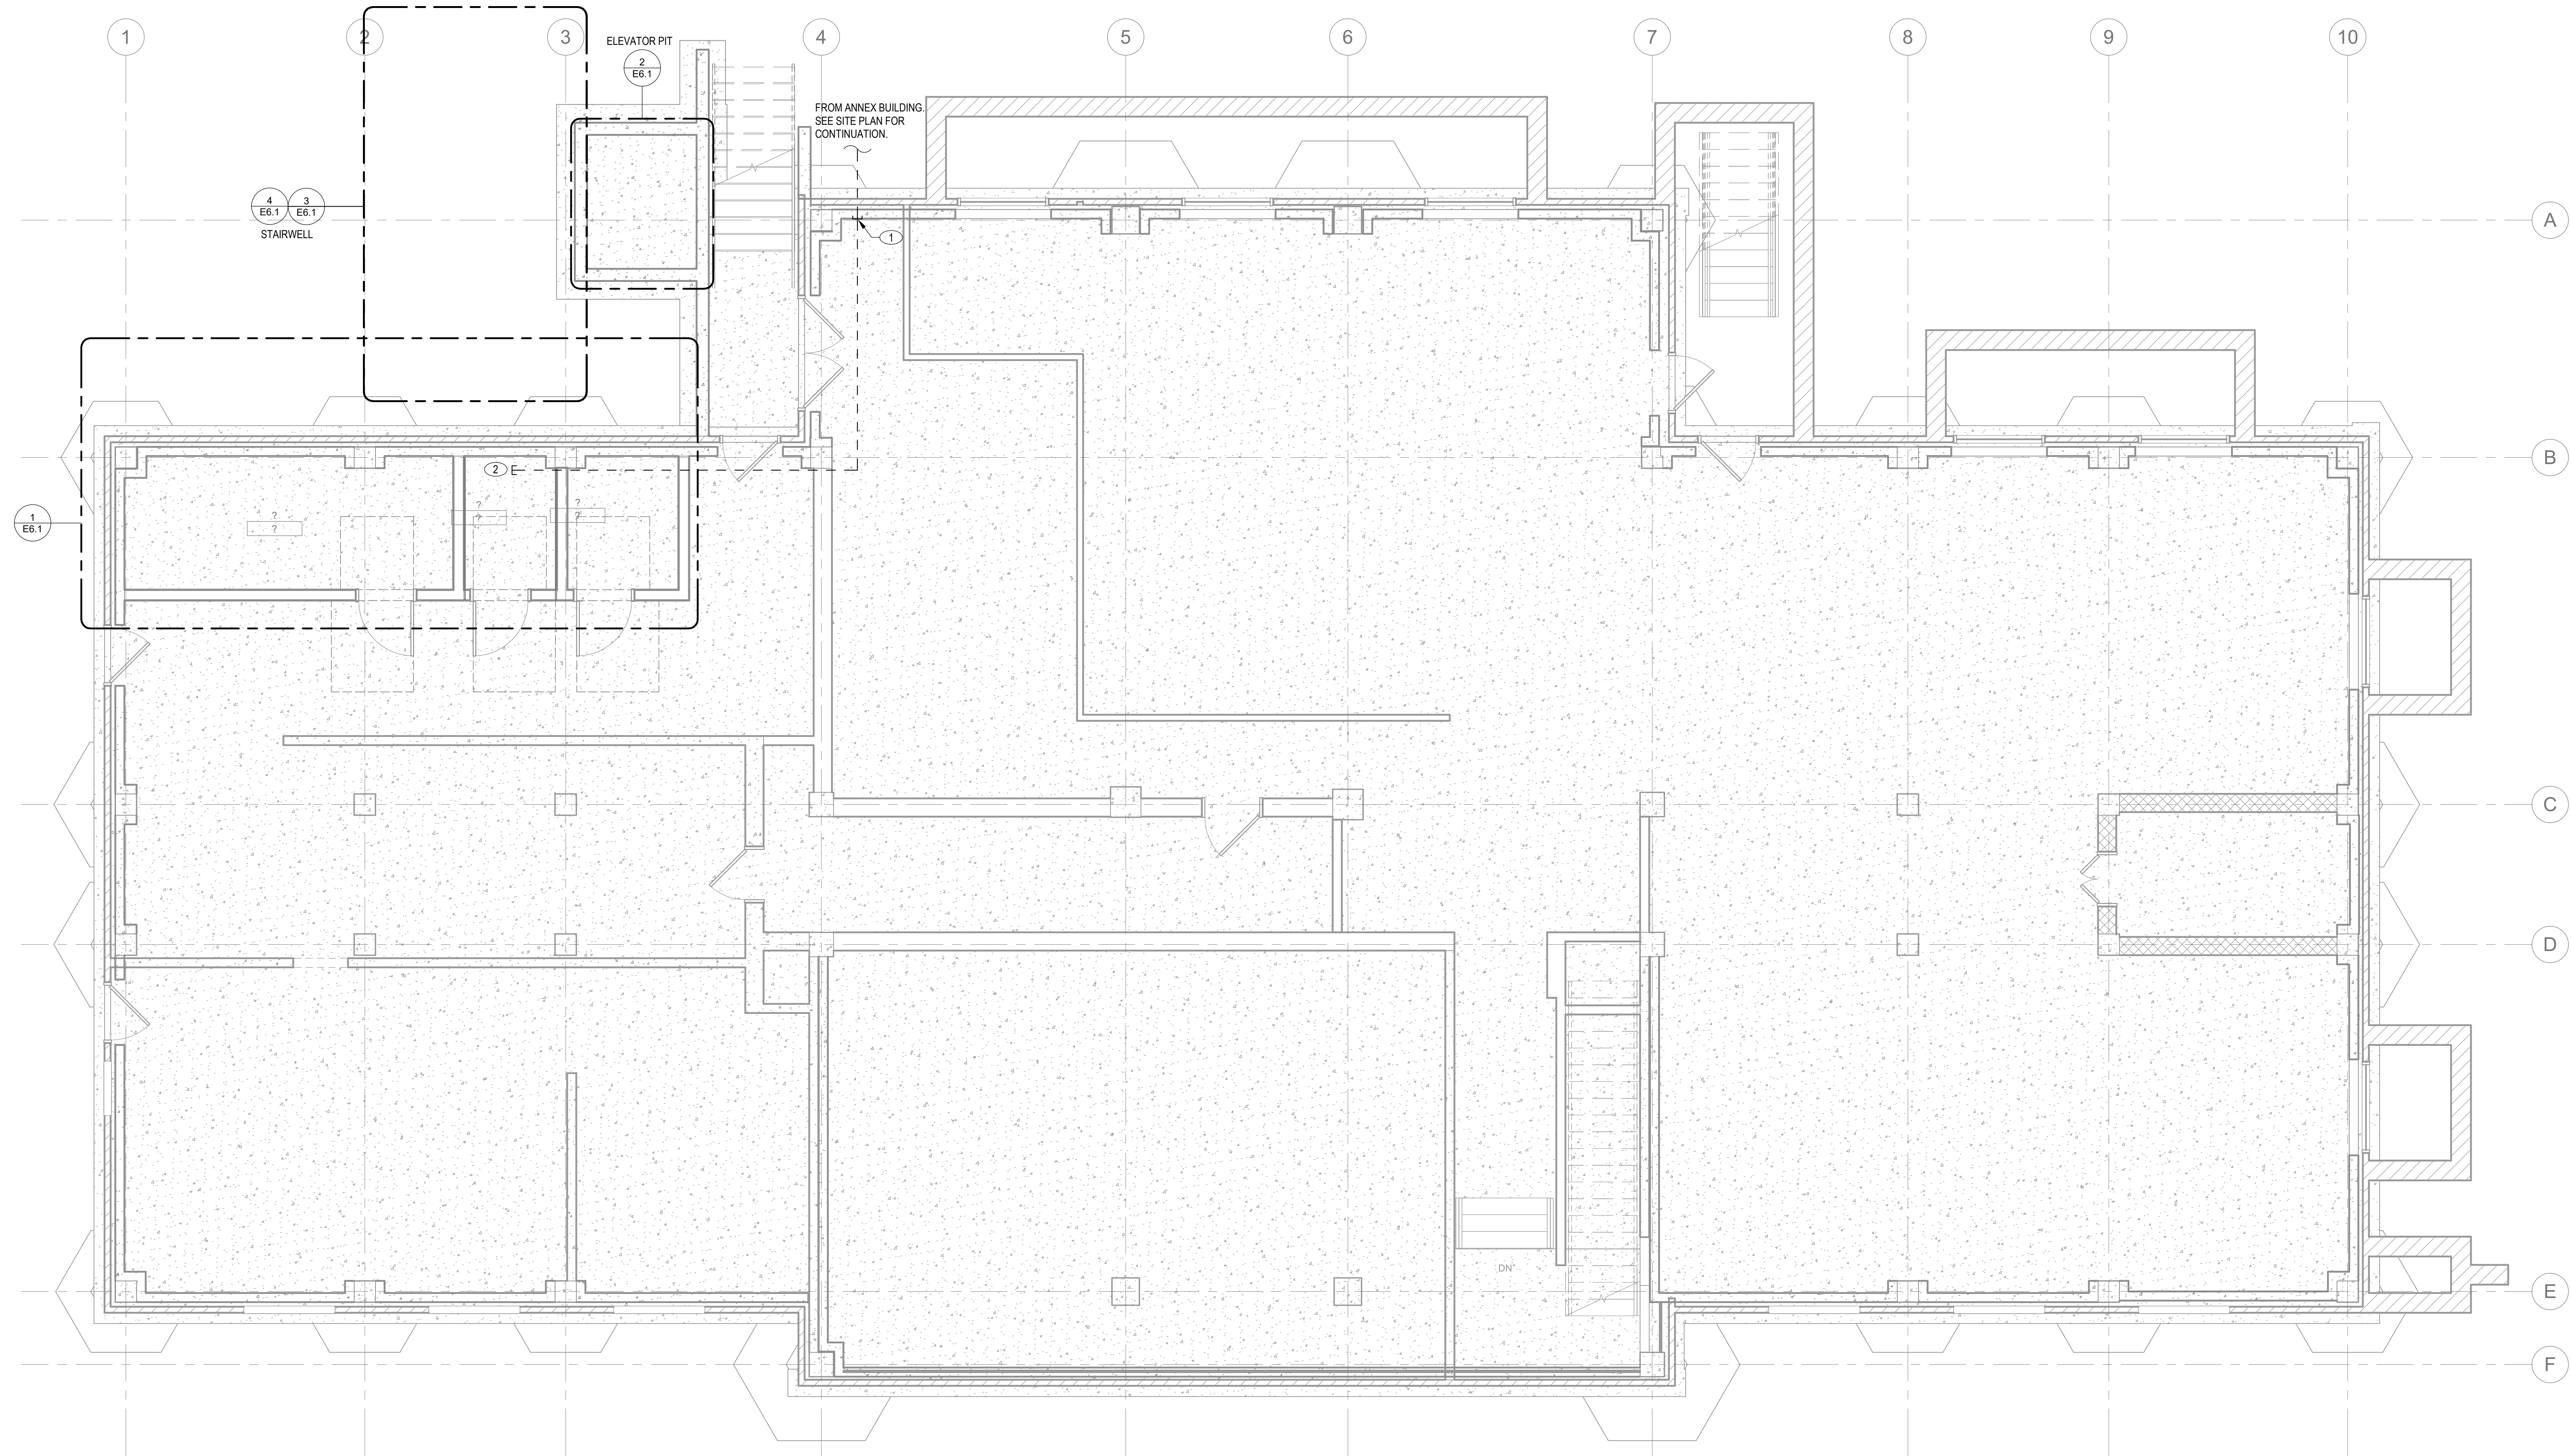 1
2
3
4
5
6
7
8
9
10
ELEVATOR PIT
2
E6.1
FROM ANNEX BUILDING.
SEE SITE PLAN FOR
CONTINUATION.
4
E6.1
3
E6.1
STAIRWELL
A
1
B
2
E
1
E6.1
?
?
?
?
?
?
C
D
DN
E
F